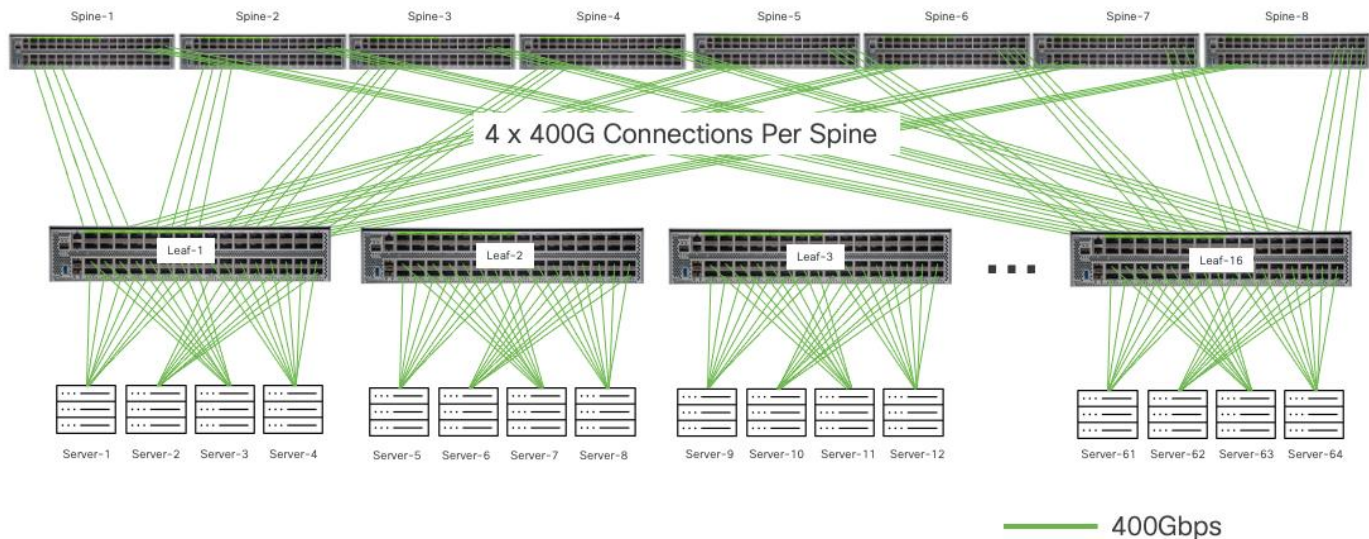 Spine-1 Spine-2 Spine-3 Spine-4 Spine-5 Spine-6 Spine-7 Spine-8
4 x 400G Connections Per Spine
Leaf-1 Leaf-2 Leaf-3 Leaf-16
Server-1 Server-2 Server-3 Server-4 Server-5 Server-6 Server-7 Server-8 Server-9 Server-10 Server-11 Server-12 Server-61 Server-62 Server-63 Server-64
400Gbps